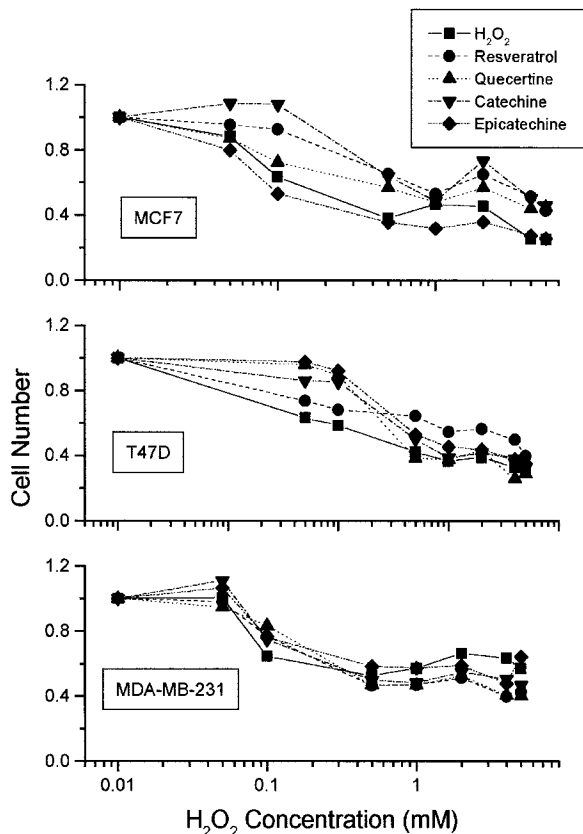 H₂O₂
Resveratrol
Quecertine
Catechine
Epicatechine
1.2
0.8
0.4
0.0
MCF7
1.2
0.8
0.4
0.0
T47D
Cell Number
1.2
0.8
0.4
0.0
MDA-MB-231
0.01
0.1
1
H₂O₂ Concentration (mM)